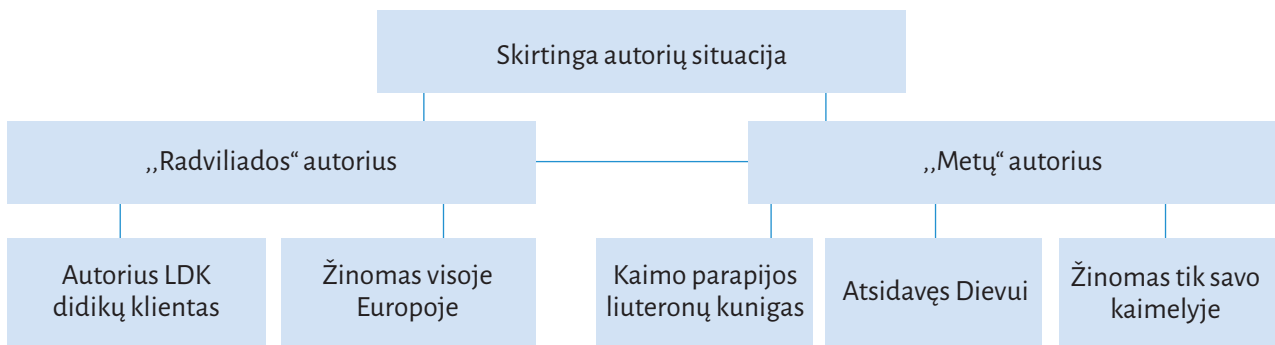 Skirtinga autorių situacija
,,Radviliados“ autorius
,,Metų“ autorius
Autorius LDK
didikų klientas
Žinomas visoje
Europoje
Kaimo parapijos
liuteronų kunigas
Atsidavęs Dievui
Žinomas tik savo
kaimelyje